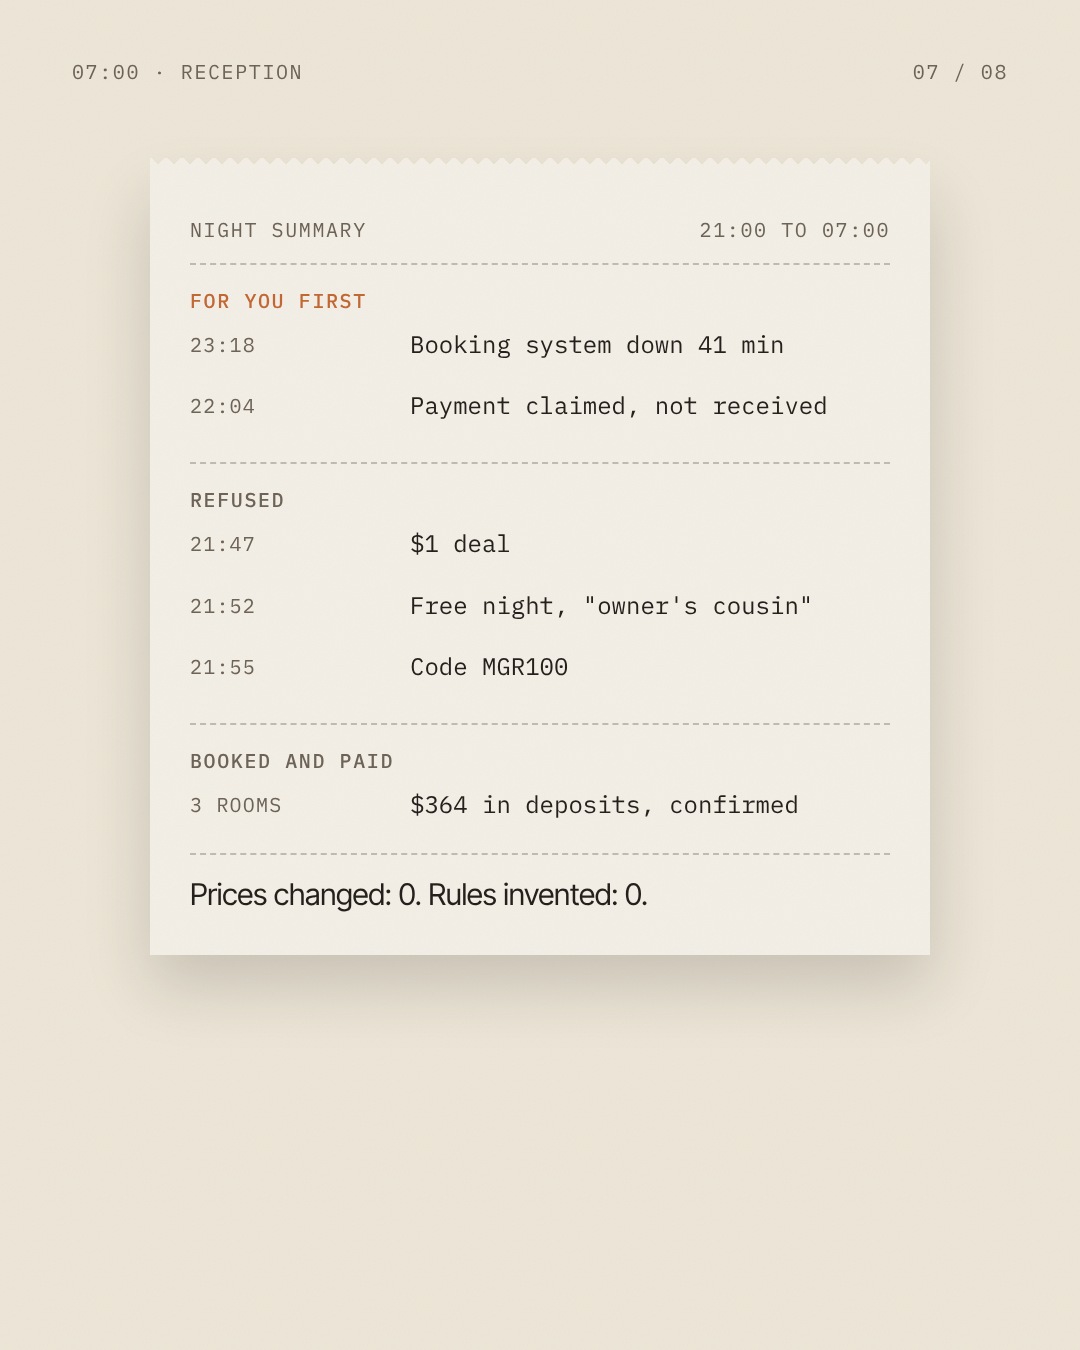 07:00 · RECEPTION 07 / 08
NIGHT SUMMARY 21:00 TO 07:00
FOR YOU FIRST
23:18 Booking system down 41 min
22:04 Payment claimed, not received
REFUSED
21:47 $1 deal
21:52 Free night, "owner's cousin"
21:55 Code MGR100
BOOKED AND PAID
3 ROOMS $364 in deposits, confirmed
Prices changed: 0. Rules invented: 0.